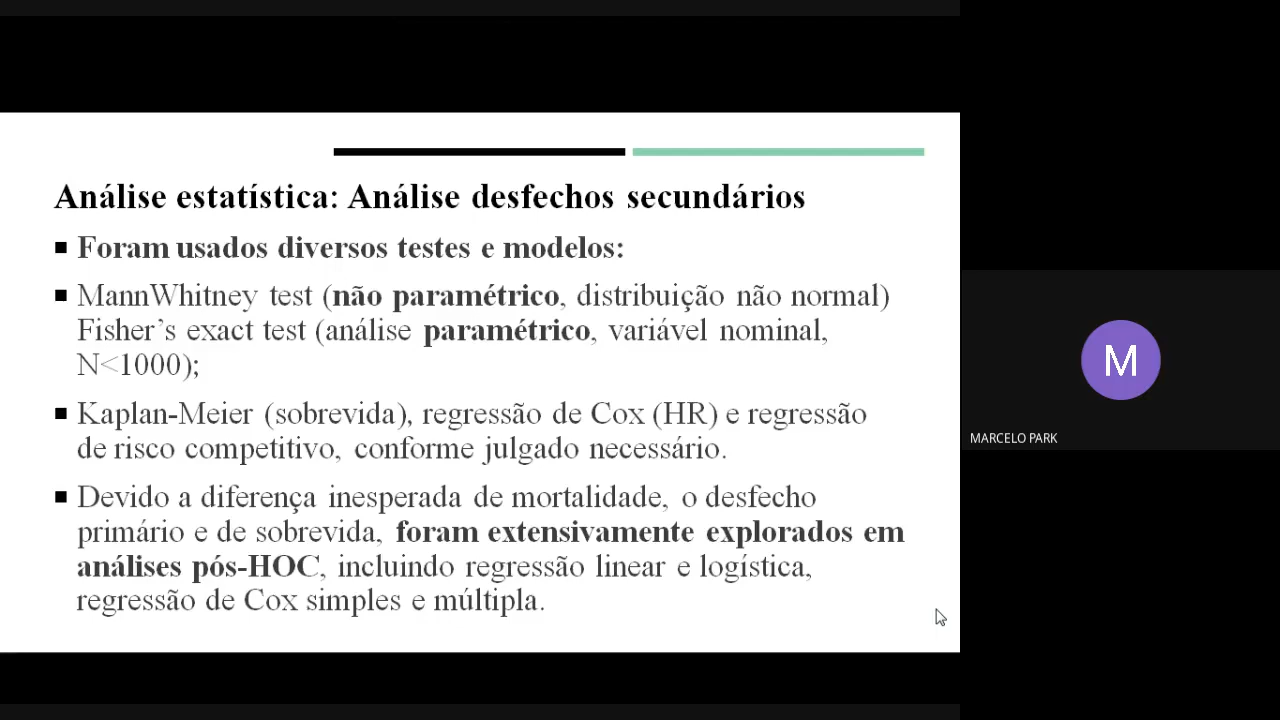 Análise estatística: Análise desfechos secundários
▪ Foram usados diversos testes e modelos:
▪ MannWhitney test (não paramétrico, distribuição não normal)
Fisher’s exact test (análise paramétrico, variável nominal,
N<1000);
▪ Kaplan-Meier (sobrevida), regressão de Cox (HR) e regressão
de risco competitivo, conforme julgado necessário.
▪ Devido a diferença inesperada de mortalidade, o desfecho
primário e de sobrevida, foram extensivamente explorados em
análises pós-HOC, incluindo regressão linear e logística,
regressão de Cox simples e múltipla.
M
MARCELO PARK